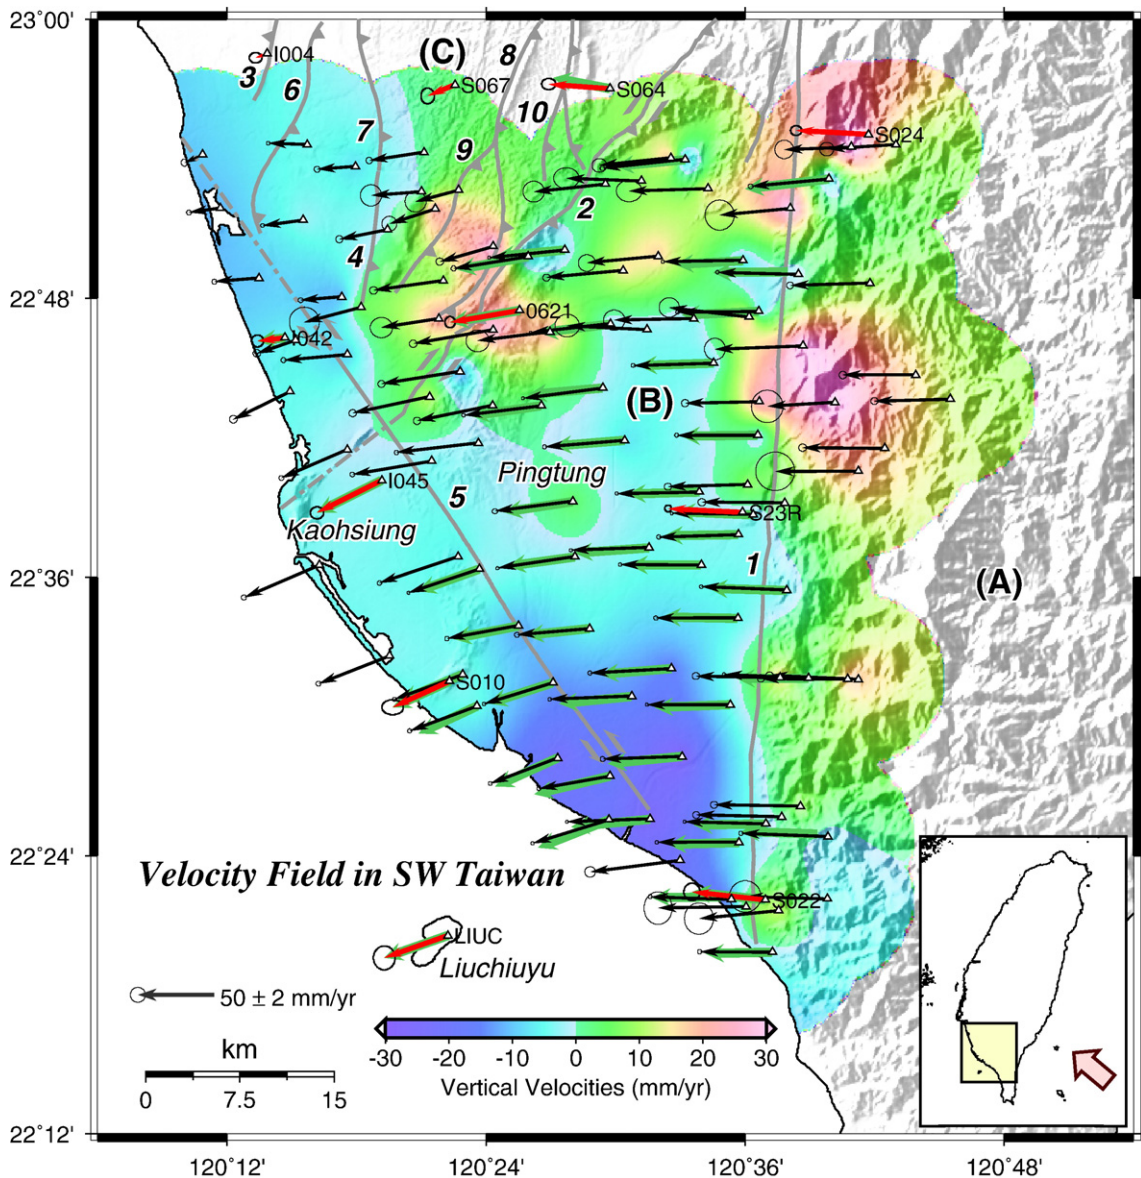 23°00'
(C)
8
I004
3
6
S067
10
S064
7
9
S024
2
4
22°48'
0621
I042
(B)
Pingtung
I045
5
S23R
Kaohsiung
1
(A)
22°36'
S010
22°24'
Velocity Field in SW Taiwan
S022
LIUC
Liuchiuyu
50 ± 2 mm/yr
km
0 7.5 15
-30 -20 -10 0 10 20 30
Vertical Velocities (mm/yr)
22°12'
120°12' 120°24' 120°36' 120°48'